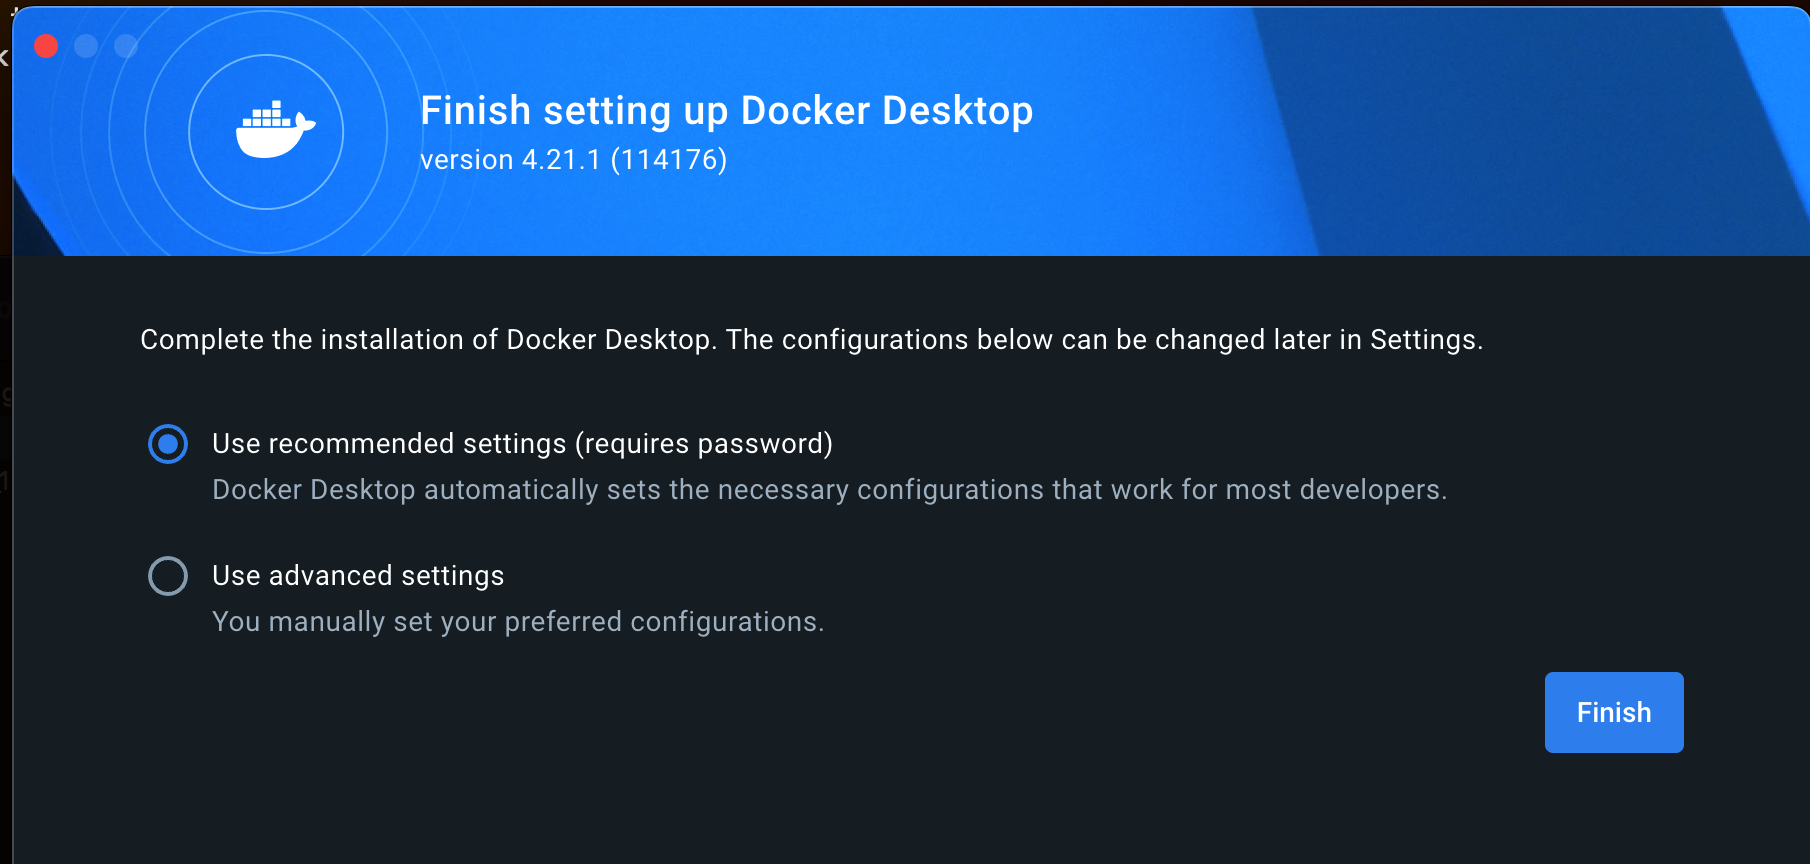 Finish setting up Docker Desktop
version 4.21.1 (114176)
Complete the installation of Docker Desktop. The configurations below can be changed later in Settings.
Use recommended settings (requires password)
Docker Desktop automatically sets the necessary configurations that work for most developers.
Use advanced settings
You manually set your preferred configurations.
Finish